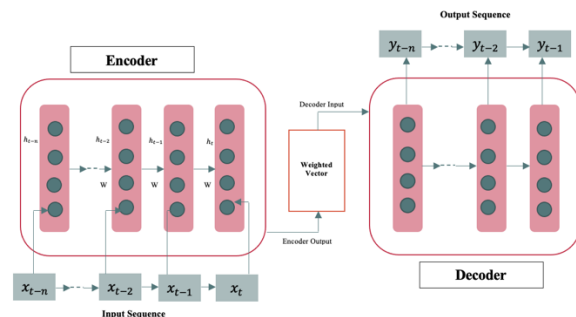 Output Sequence
y_{t-n} y_{t-2} y_{t-1}
Encoder
Decoder Input
h_{t-n} h_{t-2} h_{t-1} h_t
Weighted
Vector
W W W
Encoder Output
x_{t-n} x_{t-2} x_{t-1} x_t
Decoder
Input Sequence